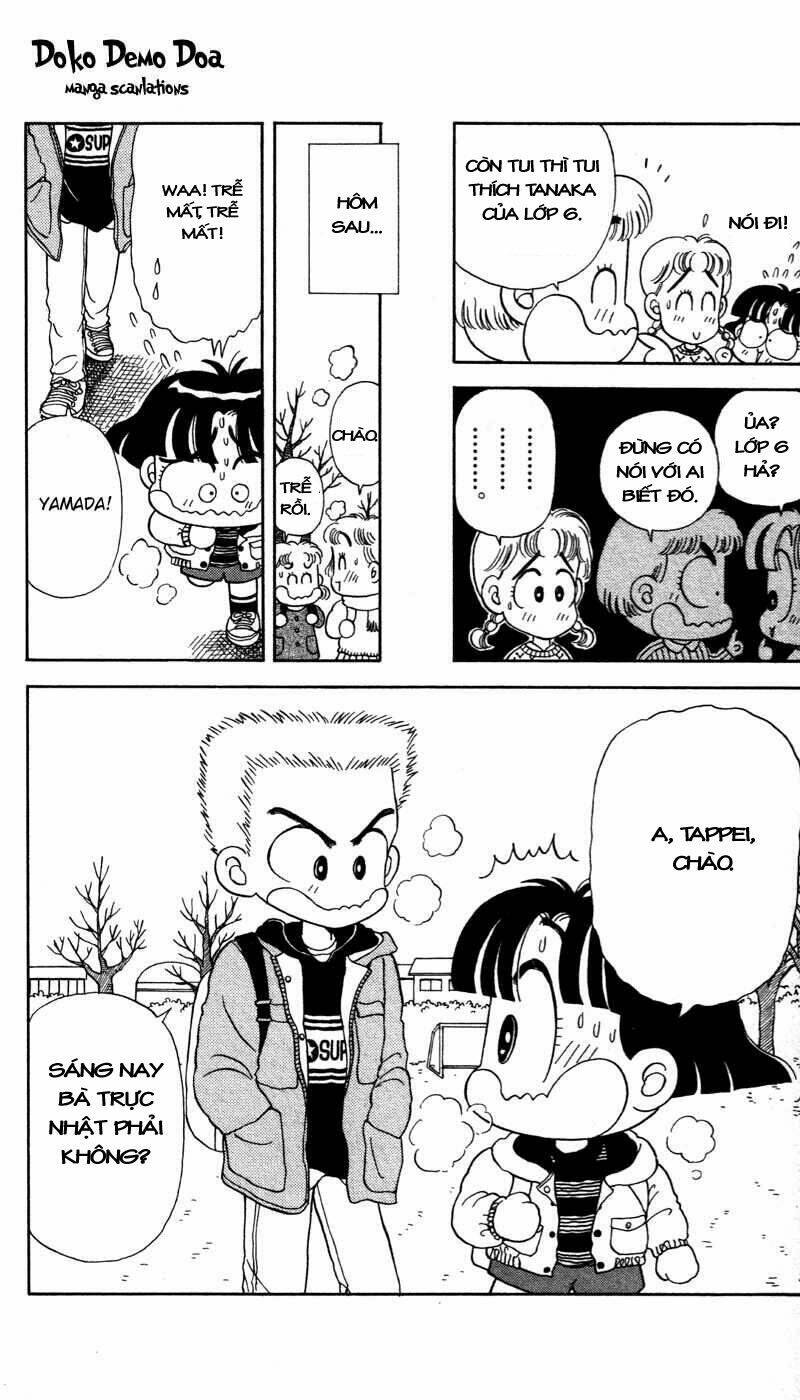 Doko Demo Doa
manga scanlations
CÒN TUI THÌ TUI
THÍCH TANAKA
CỦA LỚP 6.
NÓI ĐI!
ỦA?
LỚP 6
HẢ?
ĐỪNG CÓ
NÓI VỚI AI
BIẾT ĐÓ.
HÔM
SAU...
CHÀO.
TRỄ
RỒI.
WAA! TRỄ
MẤT, TRỄ
MẤT!
SUP
YAMADA!
A, TAPPEI,
CHÀO.
SUP
SÁNG NAY
BÀ TRỰC
NHẬT PHẢI
KHÔNG?